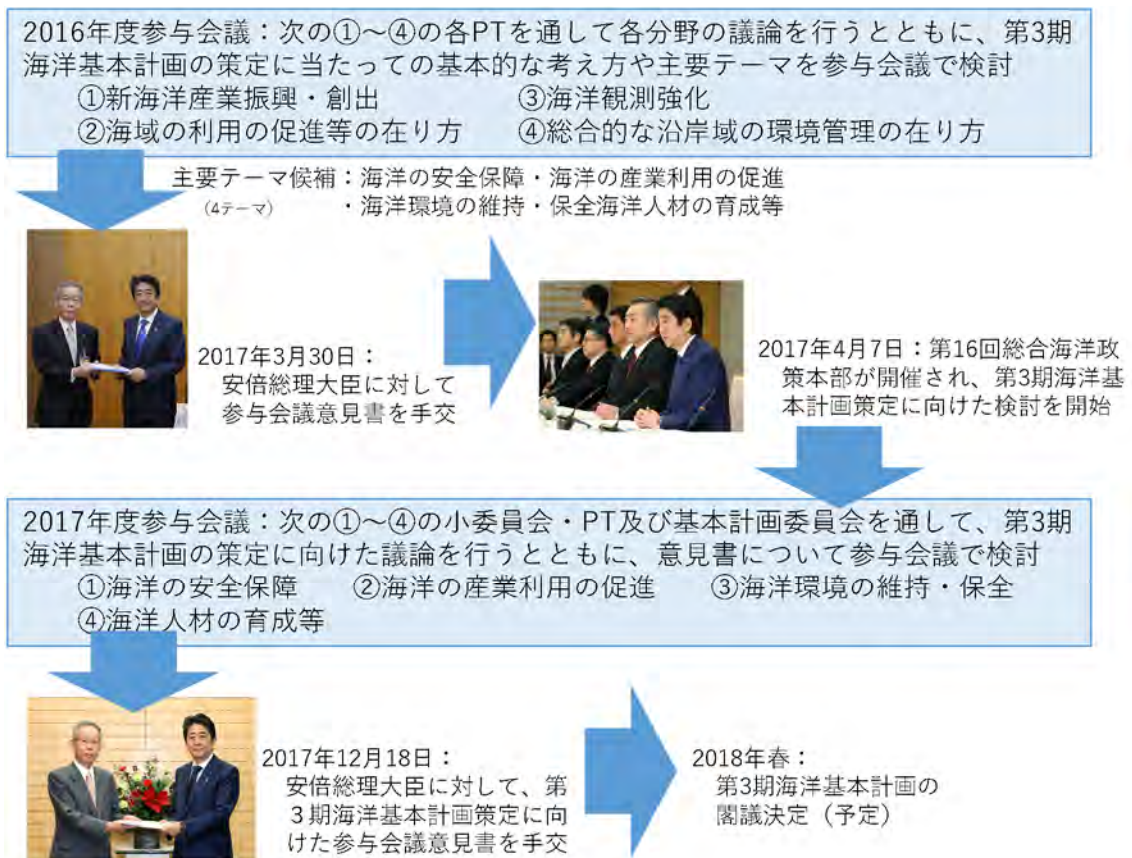 2016年度参与会議：次の①～④の各PTを通して各分野の議論を行うとともに、第3期
海洋基本計画の策定に当たっての基本的な考え方や主要テーマを参与会議で検討
①新海洋産業振興・創出　③海洋観測強化
②海域の利用の促進等の在り方　④総合的な沿岸域の環境管理の在り方
主要テーマ候補：海洋の安全保障・海洋の産業利用の促進
（4テーマ）　・海洋環境の維持・保全海洋人材の育成等
2017年3月30日：
安倍総理大臣に対して
参与会議意見書を手交
2017年4月7日：第16回総合海洋政
策本部が開催され、第3期海洋基
本計画策定に向けた検討を開始
2017年度参与会議：次の①～④の小委員会・PT及び基本計画委員会を通して、第3期
海洋基本計画の策定に向けた議論を行うとともに、意見書について参与会議で検討
①海洋の安全保障　②海洋の産業利用の促進　③海洋環境の維持・保全
④海洋人材の育成等
2017年12月18日：
安倍総理大臣に対して、第
３期海洋基本計画策定に向
けた参与会議意見書を手交
2018年春：
第3期海洋基本計画の
閣議決定（予定）